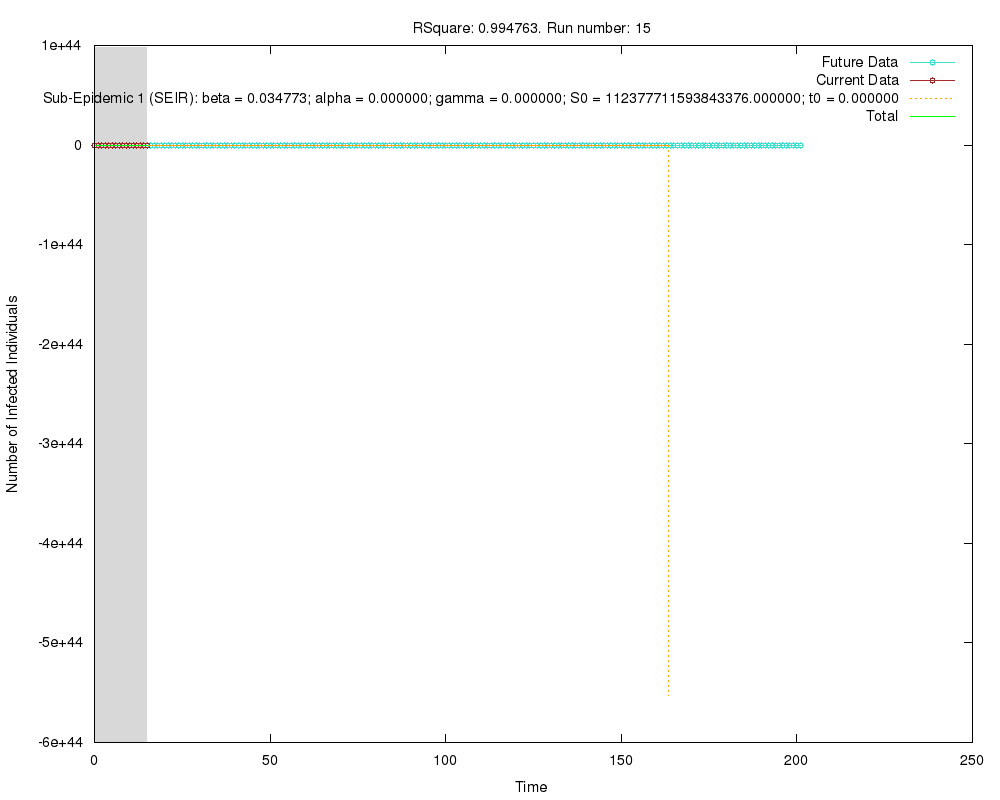 RSquare: 0.994763. Run number: 15
1e+44
Future Data
Current Data
Sub-Epidemic 1 (SEIR): beta = 0.034773; alpha = 0.000000; gamma = 0.000000; S0 = 112377711593843376.000000; t0 = 0.000000
Total
0
-1e+44
-2e+44
-3e+44
-4e+44
-5e+44
-6e+44
Number of Infected Individuals
0 50 100 150 200 250
Time